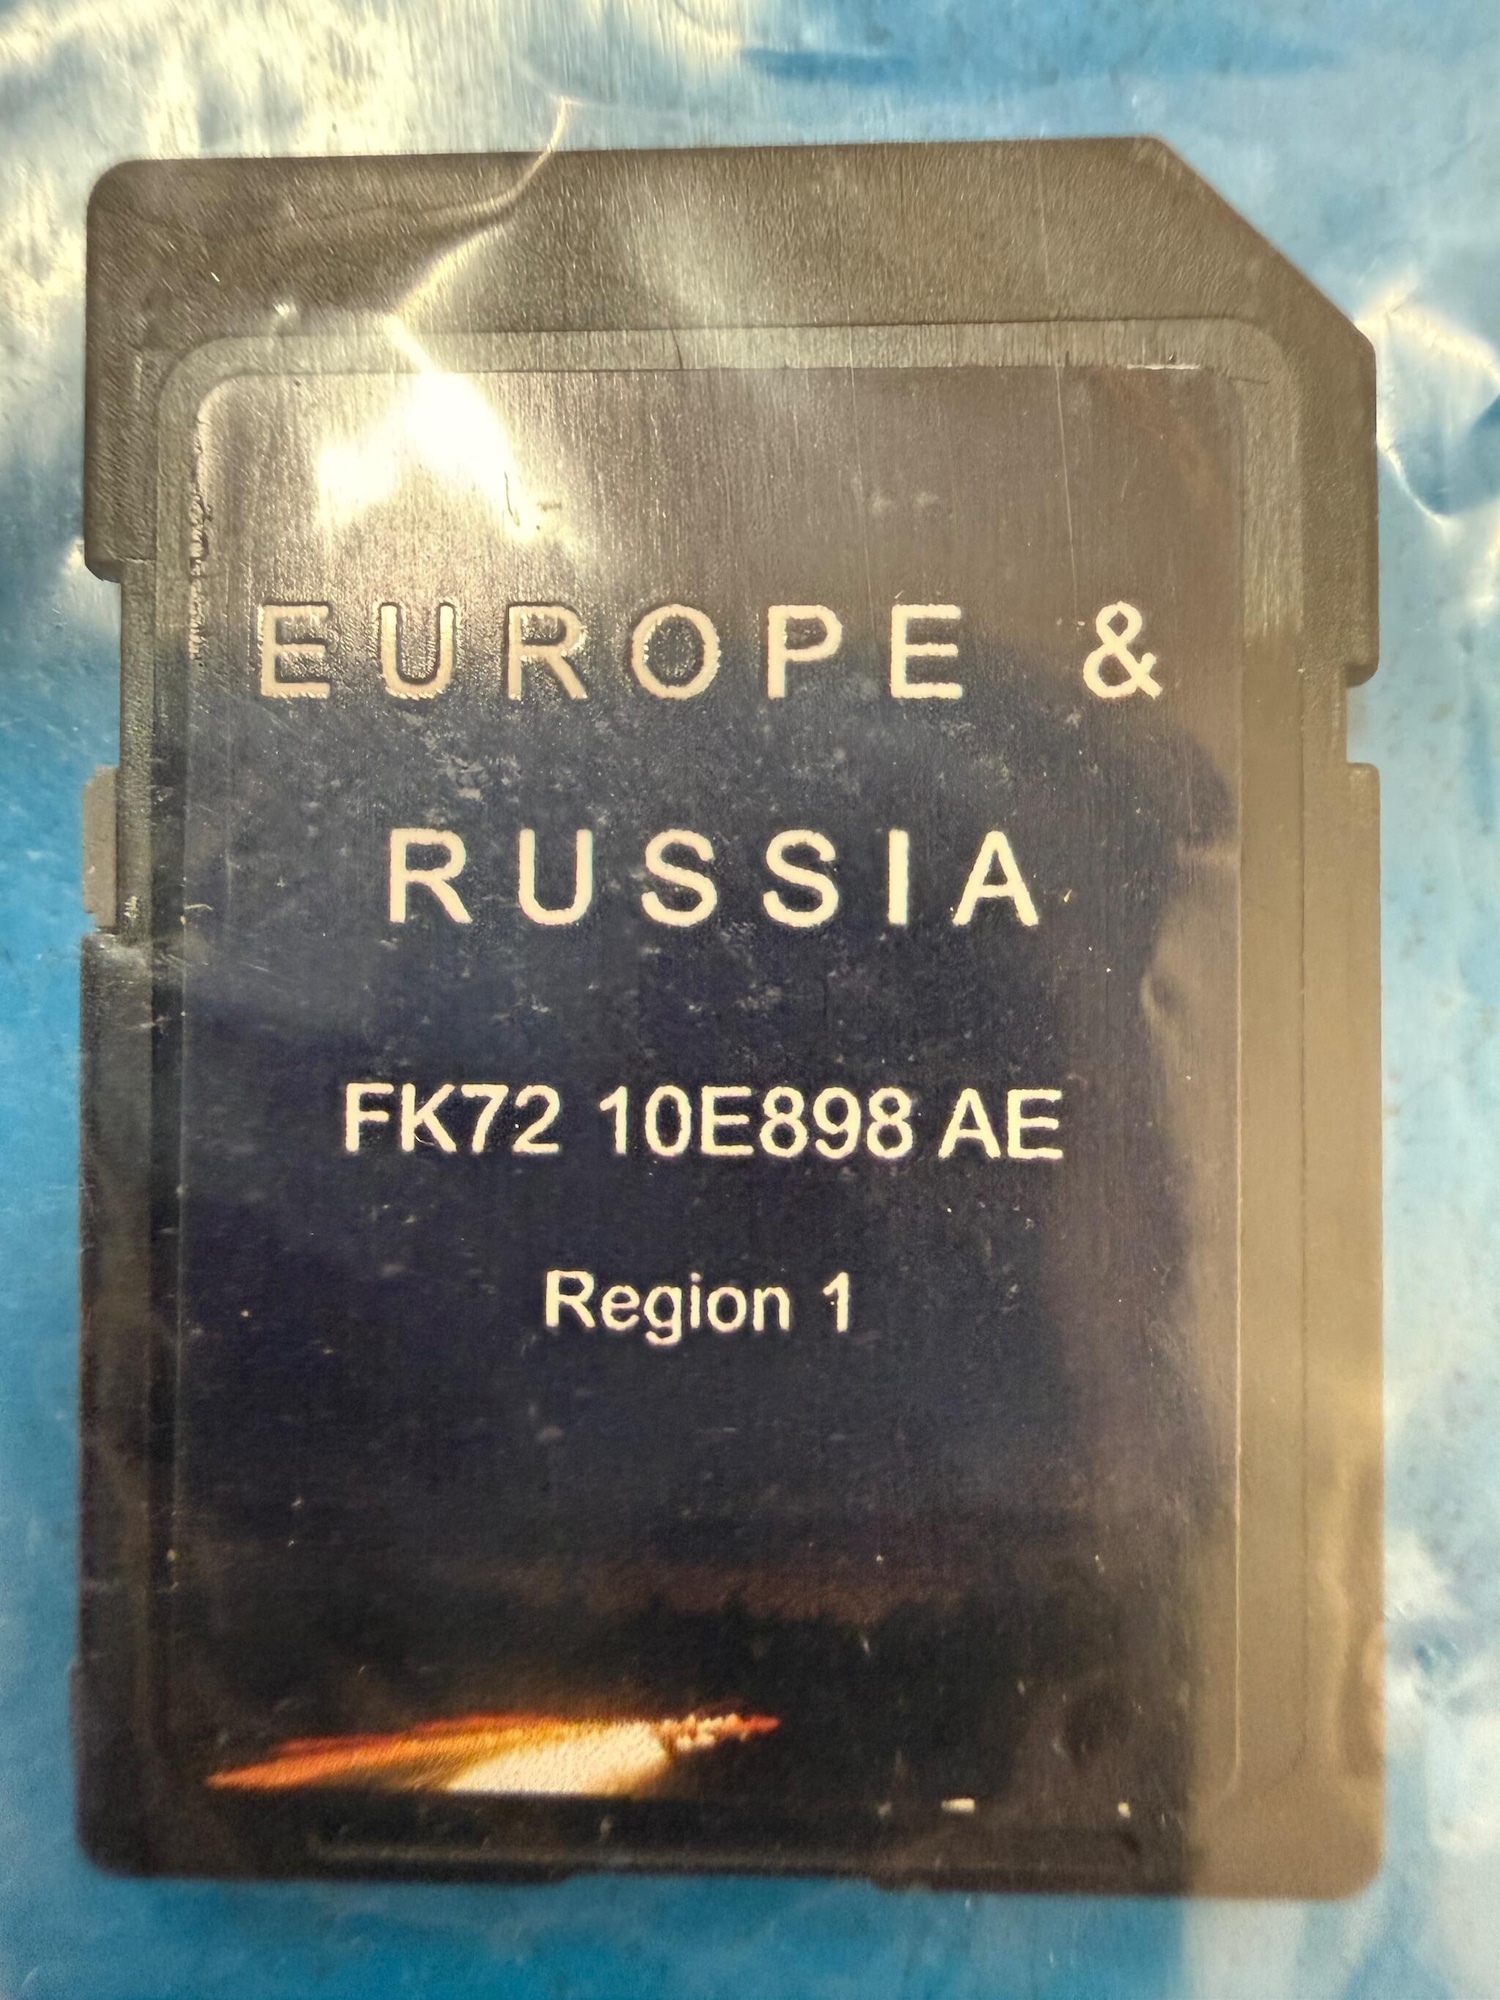 EUROPE &
RUSSIA
FK72 10E898 AE
Region 1